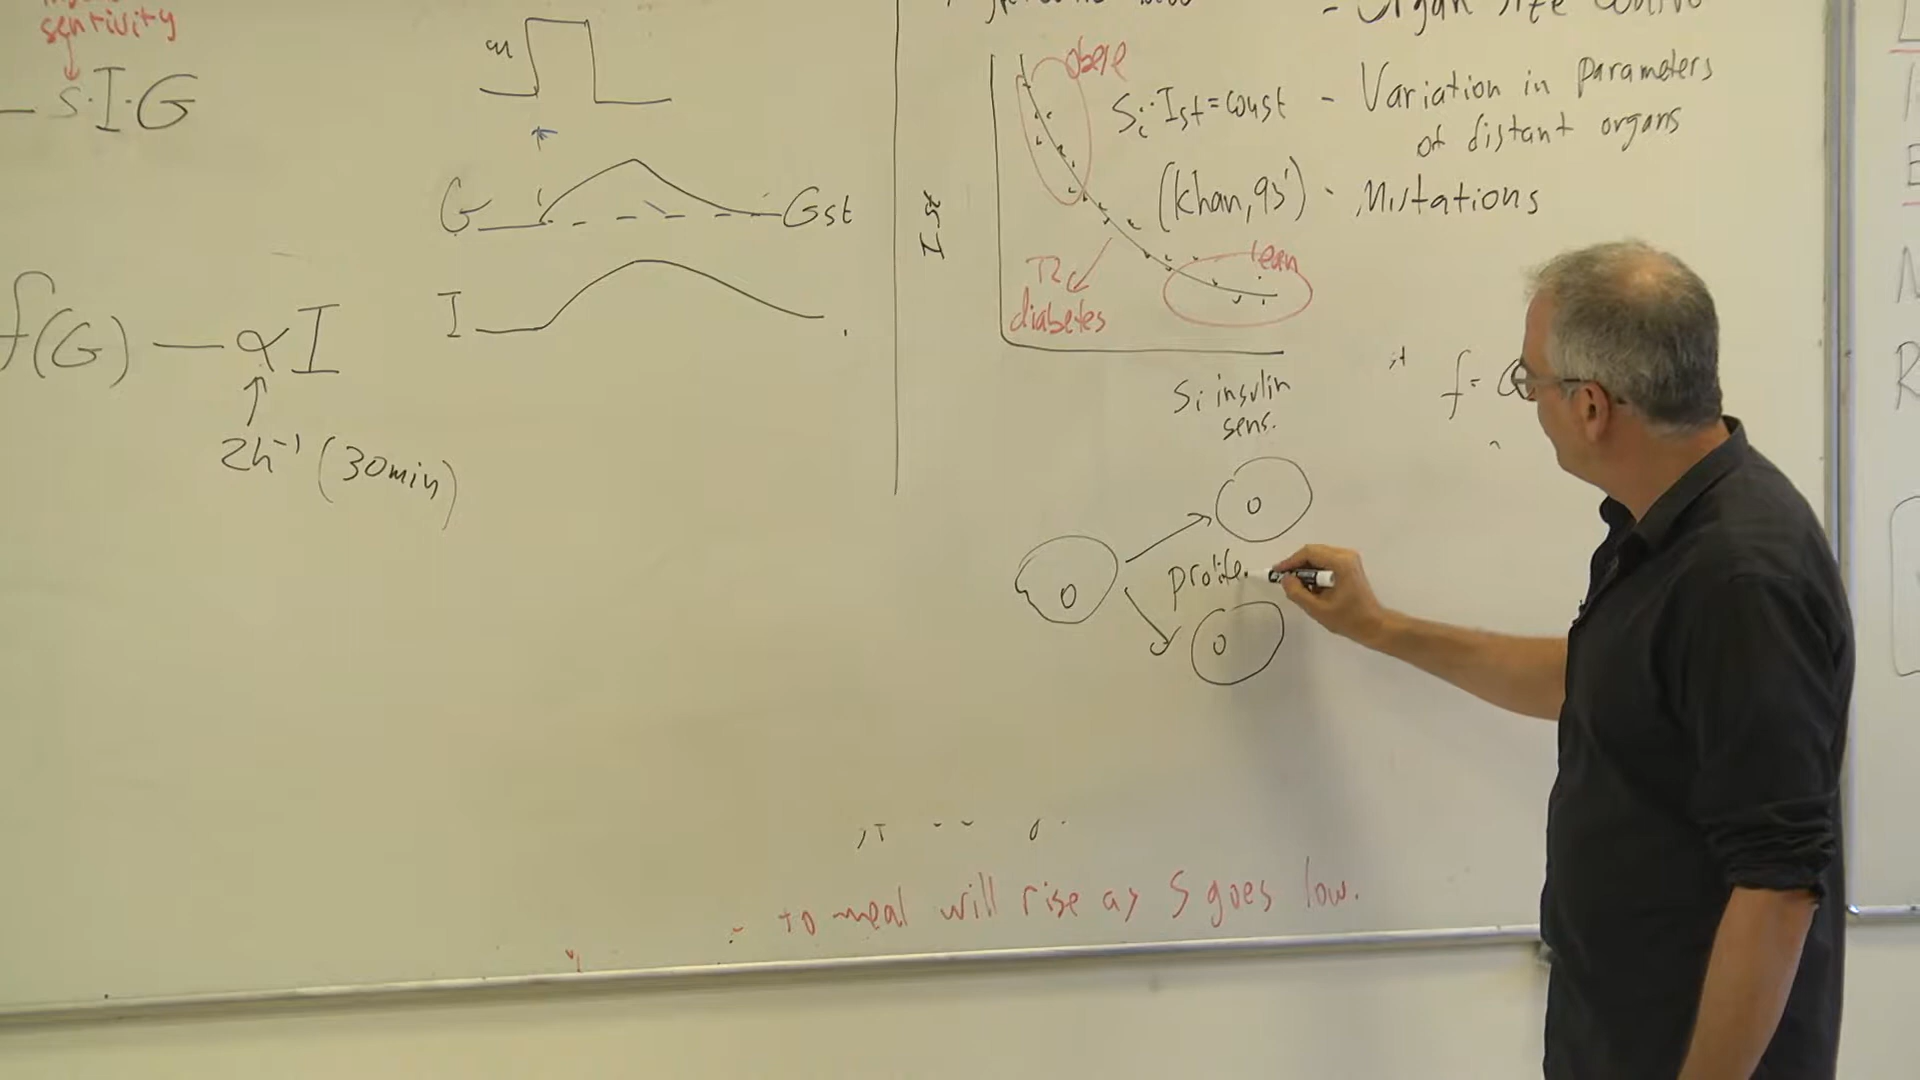 sentivity
- S·I·G
m
G
Gst
I
f(G) - αI
2h⁻¹ (30min)
- Organ size control
obese
Si·Ist=const
- Variation in parameters
of distant organs
(Khan, 93')
- Mutations
Ist
lean
T2
diabetes
Si insulin
sens.
f=
prolife.
to meal will rise as S goes low.